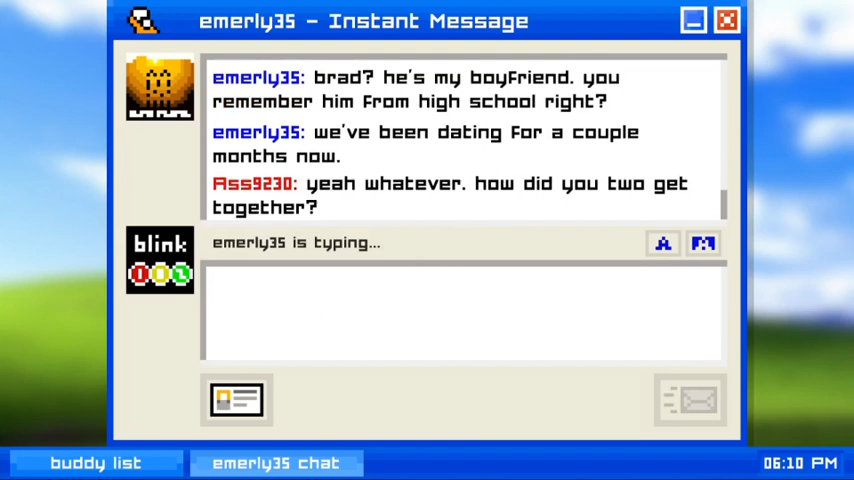 emerly35 - Instant Message
emerly35: brad? he's my boyfriend. you
remember him from high school right?
emerly35: we've been dating for a couple
months now.
Ass9230: yeah whatever. how did you two get
together?
blink
182
emerly35 is typing...
A
buddy list
emerly35 chat
06:10 PM